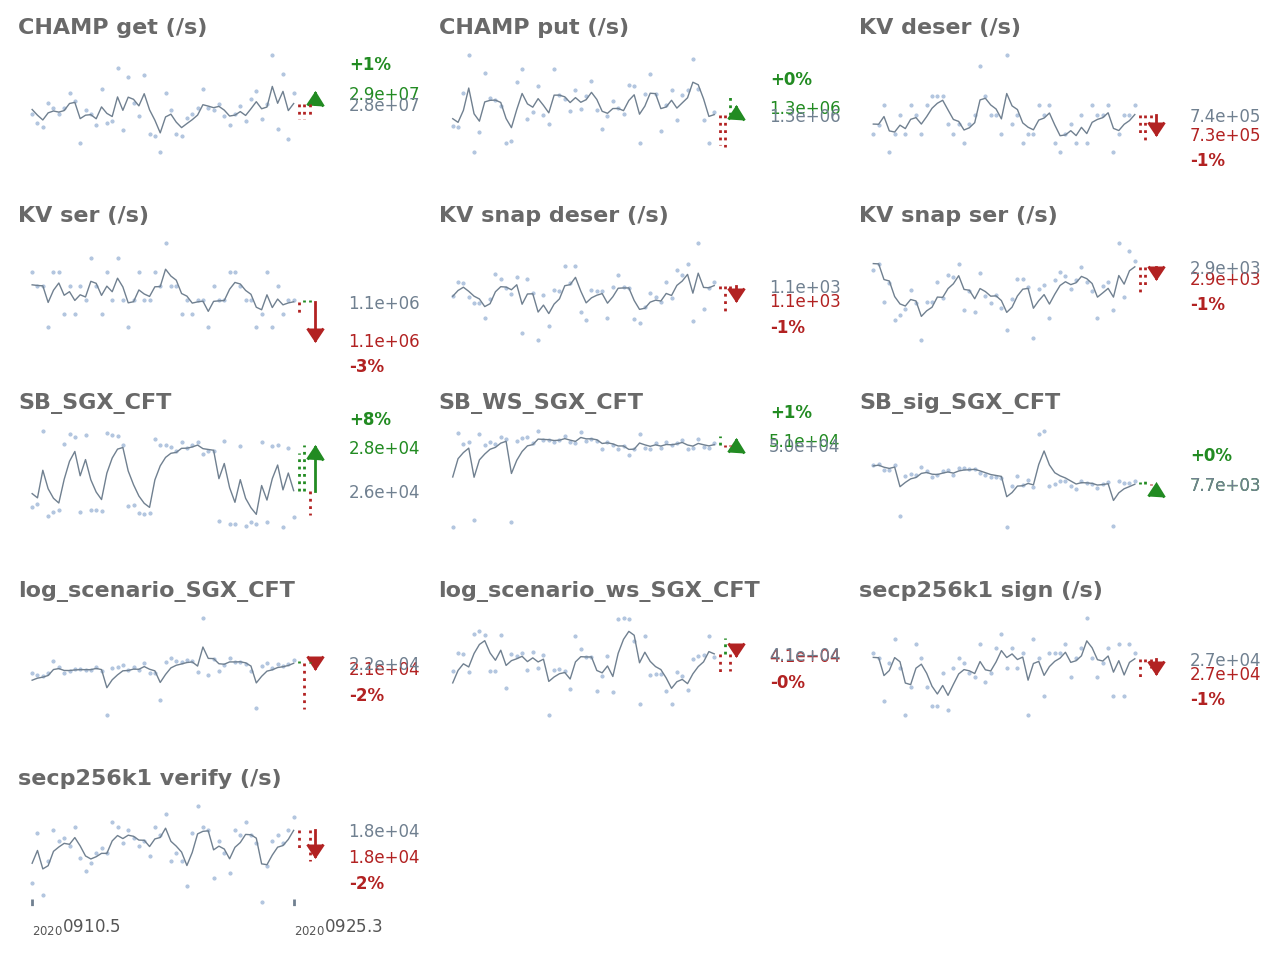 CHAMP get (/s)
+1%
2.9e+07
2.8e+07
CHAMP put (/s)
+0%
1.3e+06
1.3e+06
KV deser (/s)
7.4e+05
7.3e+05
-1%
KV ser (/s)
1.1e+06
1.1e+06
-3%
KV snap deser (/s)
1.1e+03
1.1e+03
-1%
KV snap ser (/s)
2.9e+03
2.9e+03
-1%
SB_SGX_CFT
+8%
2.8e+04
2.6e+04
SB_WS_SGX_CFT
+1%
5.1e+04
5.0e+04
SB_sig_SGX_CFT
+0%
7.7e+03
log_scenario_SGX_CFT
2.2e+04
2.1e+04
-2%
log_scenario_ws_SGX_CFT
4.1e+04
-0%
secp256k1 sign (/s)
2.7e+04
2.7e+04
-1%
secp256k1 verify (/s)
1.8e+04
1.8e+04
-2%
20200910.5
20200925.3